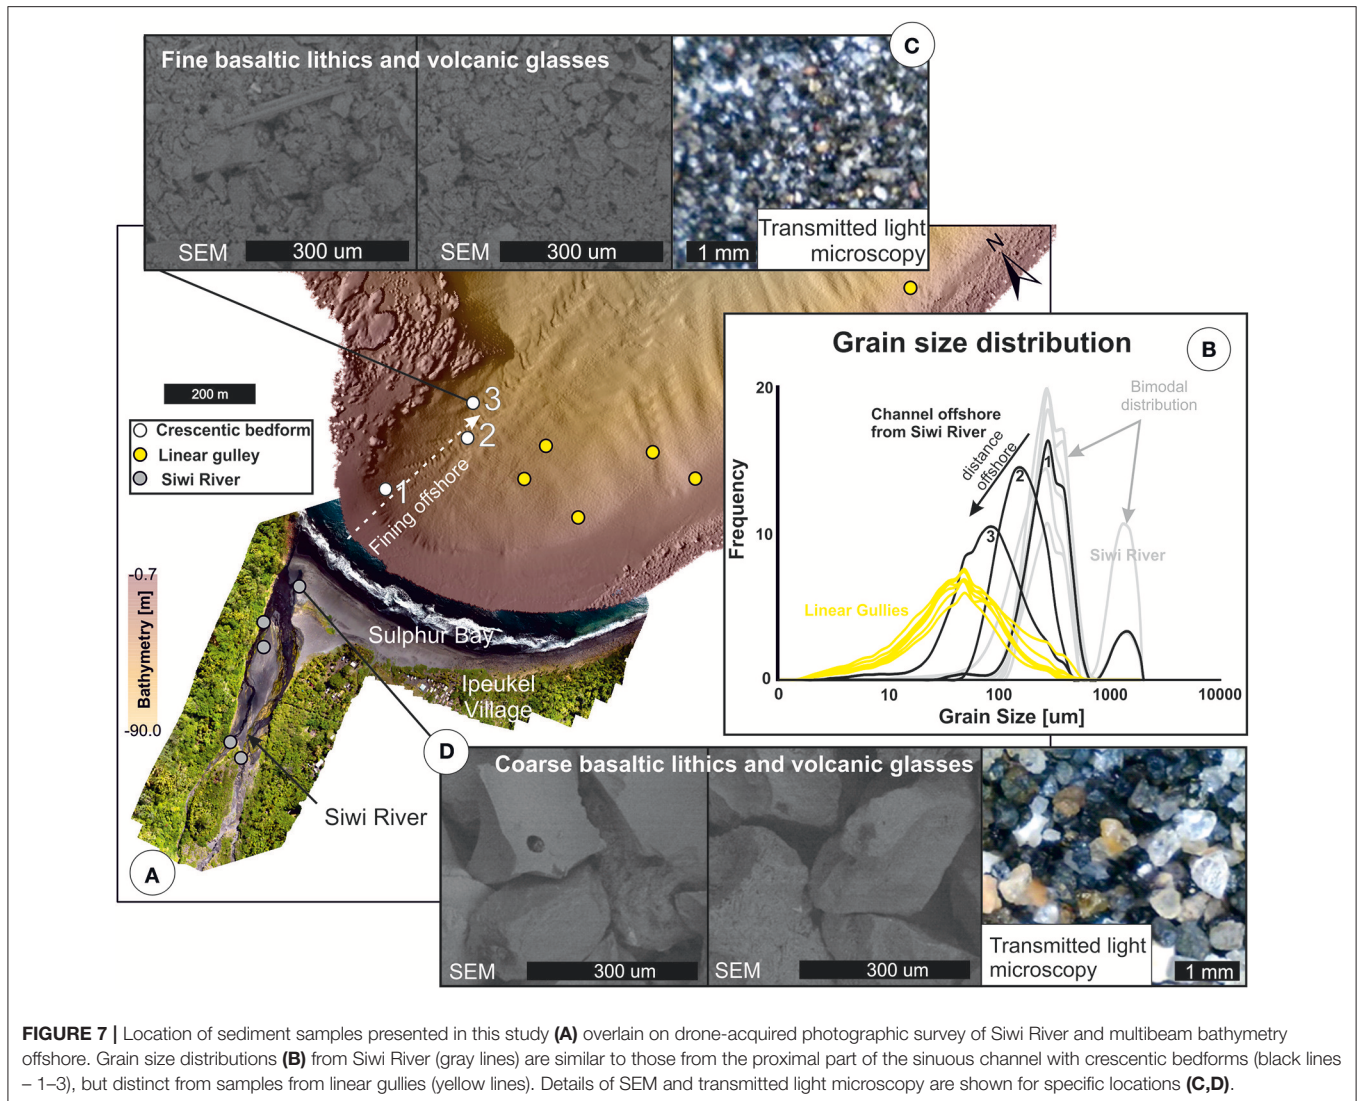 C
Fine basaltic lithics and volcanic glasses
SEM
300 um
SEM
300 um
1 mm
Transmitted light
microscopy
N
200 m
Crescentic bedform
Linear gulley
Siwi River
3
2
1
Fining offshore
-0.7
Bathymetry [m]
-90.0
Sulphur Bay
Ipeukel
Village
Siwi River
A
Grain size distribution
B
20
10
0
Frequency
Channel offshore
from Siwi River
distance
offshore
Bimodal
distribution
1
2
3
Siwi River
Linear Gullies
0
10
100
1000
10000
Grain Size [um]
D
Coarse basaltic lithics and volcanic glasses
SEM
300 um
SEM
300 um
Transmitted light
microscopy
1 mm
FIGURE 7 | Location of sediment samples presented in this study (A) overlain on drone-acquired photographic survey of Siwi River and multibeam bathymetry
offshore. Grain size distributions (B) from Siwi River (gray lines) are similar to those from the proximal part of the sinuous channel with crescentic bedforms (black lines
– 1–3), but distinct from samples from linear gullies (yellow lines). Details of SEM and transmitted light microscopy are shown for specific locations (C,D).